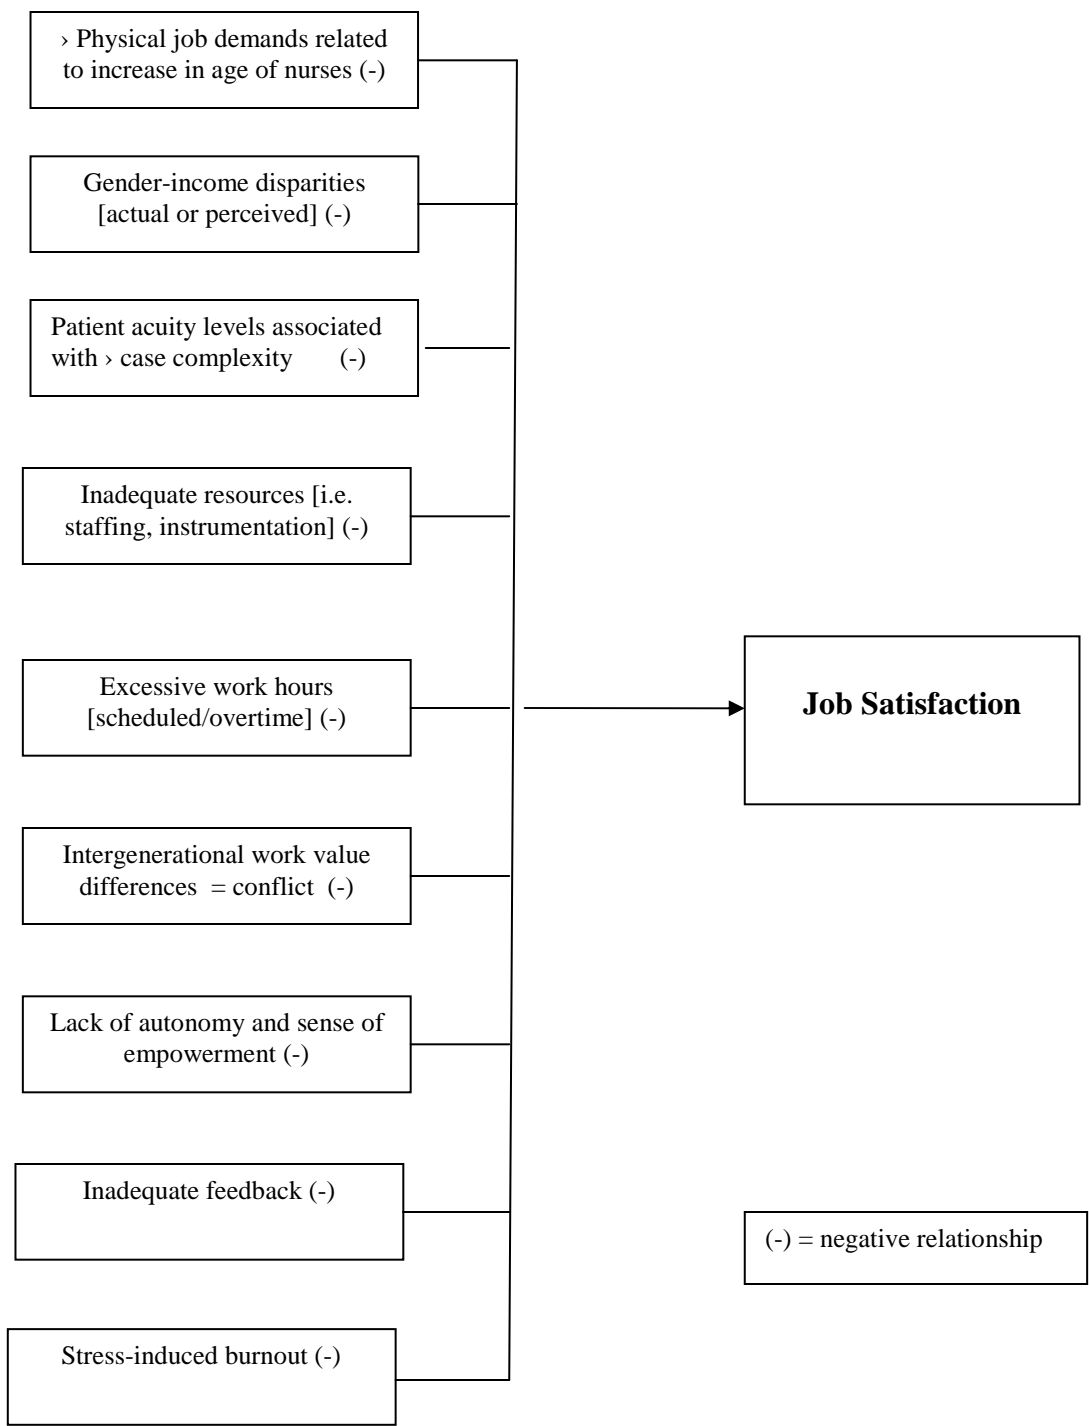 › Physical job demands related
to increase in age of nurses (-)
Gender-income disparities
[actual or perceived] (-)
Patient acuity levels associated
with › case complexity (-)
Inadequate resources [i.e.
staffing, instrumentation] (-)
Excessive work hours
[scheduled/overtime] (-)
Job Satisfaction
Intergenerational work value
differences = conflict (-)
Lack of autonomy and sense of
empowerment (-)
Inadequate feedback (-)
(-) = negative relationship
Stress-induced burnout (-)